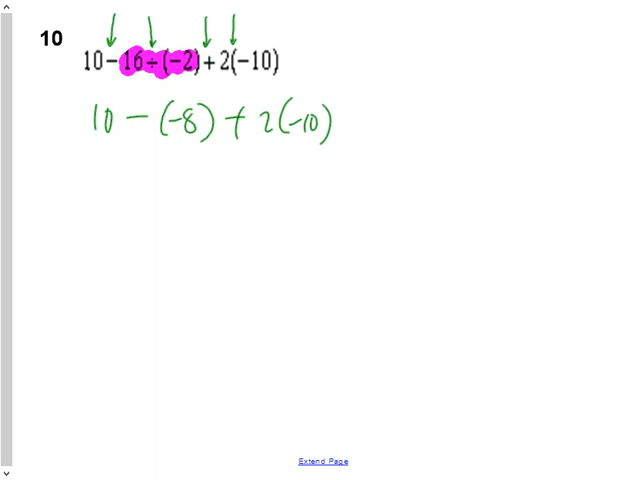 10
10 − 16 ÷ (−2) + 2(−10)
10 − (−8) + 2(−10)
Extend Page